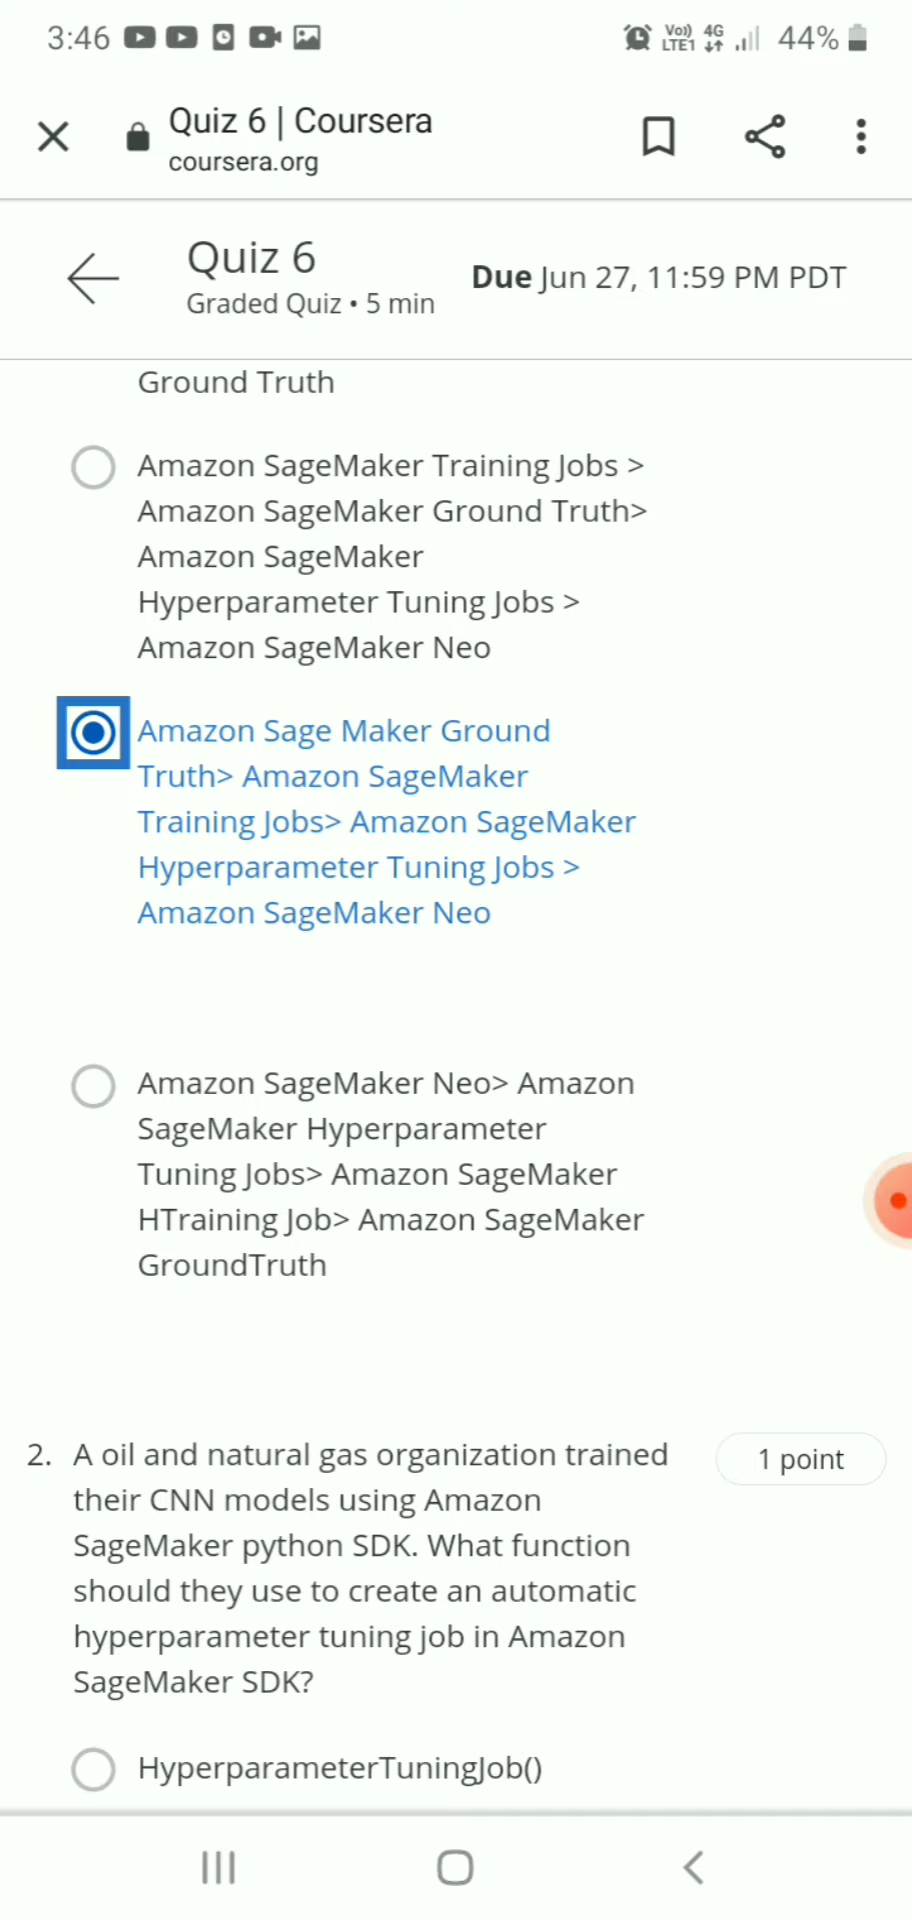 3:46 Vo)) LTE1 4G 44%
Quiz 6 | Coursera
coursera.org
Quiz 6
Graded Quiz • 5 min
Due Jun 27, 11:59 PM PDT
Ground Truth
Amazon SageMaker Training Jobs >
Amazon SageMaker Ground Truth>
Amazon SageMaker
Hyperparameter Tuning Jobs >
Amazon SageMaker Neo
Amazon Sage Maker Ground
Truth> Amazon SageMaker
Training Jobs> Amazon SageMaker
Hyperparameter Tuning Jobs >
Amazon SageMaker Neo
Amazon SageMaker Neo> Amazon
SageMaker Hyperparameter
Tuning Jobs> Amazon SageMaker
HTraining Job> Amazon SageMaker
GroundTruth
2. A oil and natural gas organization trained 1 point
their CNN models using Amazon
SageMaker python SDK. What function
should they use to create an automatic
hyperparameter tuning job in Amazon
SageMaker SDK?
HyperparameterTuningJob()